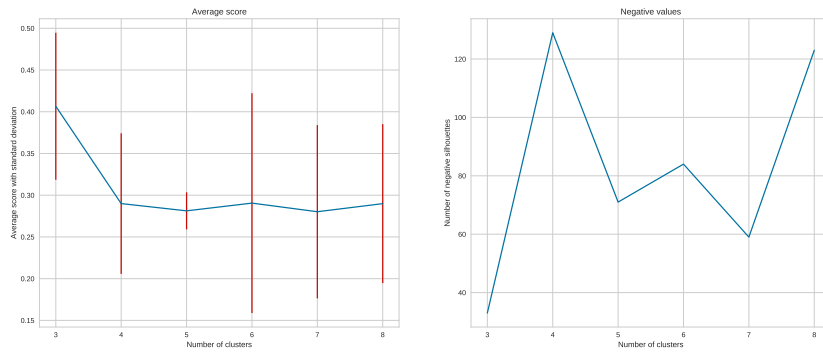 Average score
0.50
0.45
0.40
0.35
0.30
0.25
0.20
0.15
Average score with standard deviation
3 4 5 6 7 8
Number of clusters
Negative values
120
100
80
60
40
Number of negative silhouettes
3 4 5 6 7 8
Number of clusters